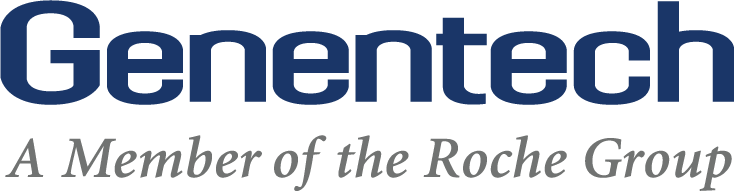 Genentech
A Member of the Roche Group